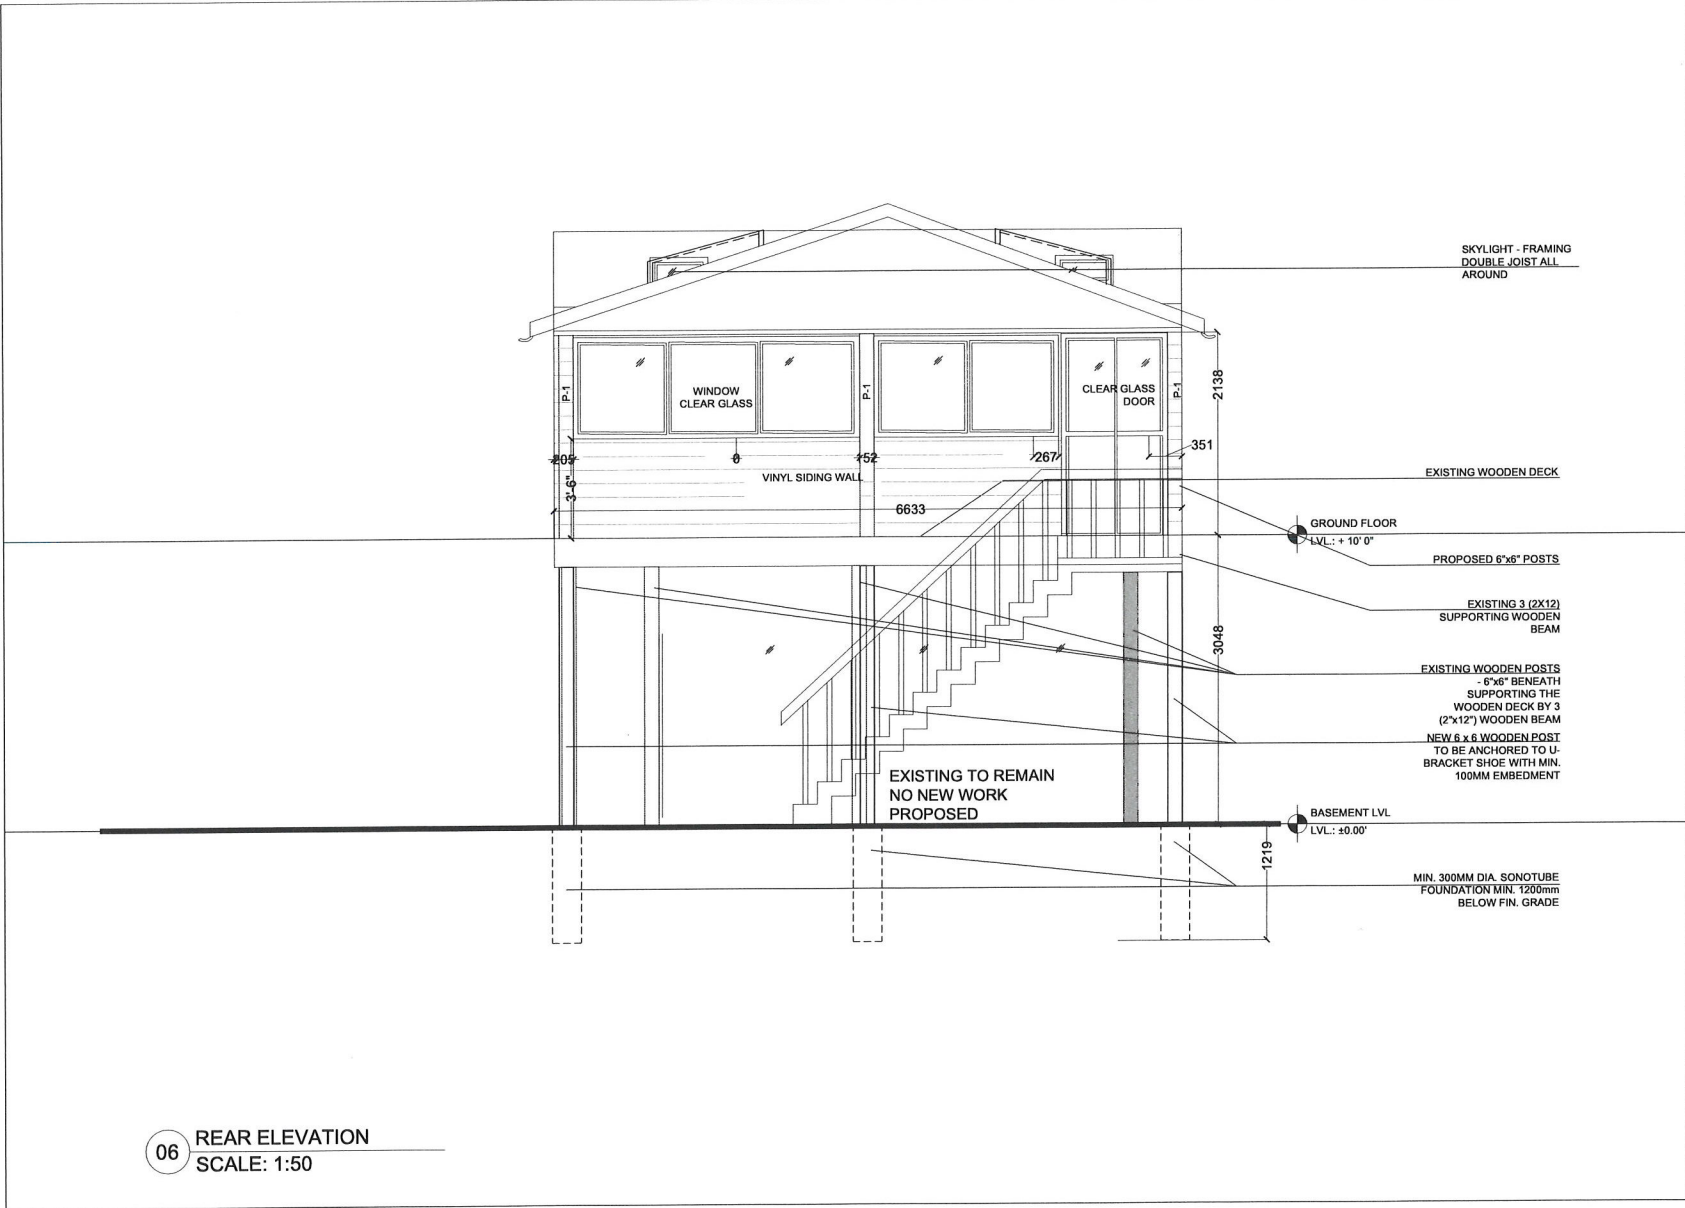 SKYLIGHT - FRAMING
DOUBLE JOIST ALL
AROUND
P-1
WINDOW
CLEAR GLASS
P-1
CLEAR GLASS
DOOR
P-1
2138
205
0
152
267
351
3'-6"
VINYL SIDING WALL
6633
EXISTING WOODEN DECK
GROUND FLOOR
LVL.: + 10' 0"
PROPOSED 6"x6" POSTS
EXISTING 3 (2X12)
SUPPORTING WOODEN
BEAM
3048
EXISTING WOODEN POSTS
- 6"x6" BENEATH
SUPPORTING THE
WOODEN DECK BY 3
(2"x12") WOODEN BEAM
NEW 6 x 6 WOODEN POST
TO BE ANCHORED TO U-
BRACKET SHOE WITH MIN.
100MM EMBEDMENT
EXISTING TO REMAIN
NO NEW WORK
PROPOSED
BASEMENT LVL
LVL.: ±0.00'
1219
MIN. 300MM DIA. SONOTUBE
FOUNDATION MIN. 1200mm
BELOW FIN. GRADE
06
REAR ELEVATION
SCALE: 1:50